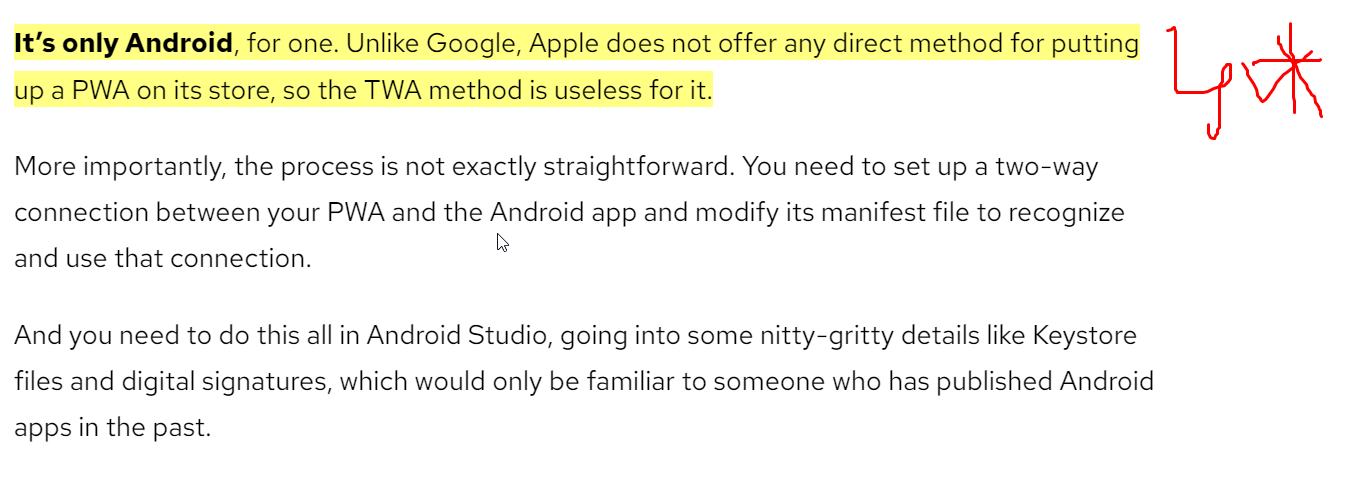 It’s only Android, for one. Unlike Google, Apple does not offer any direct method for putting
up a PWA on its store, so the TWA method is useless for it.
More importantly, the process is not exactly straightforward. You need to set up a two-way
connection between your PWA and the Android app and modify its manifest file to recognize
and use that connection.
And you need to do this all in Android Studio, going into some nitty-gritty details like Keystore
files and digital signatures, which would only be familiar to someone who has published Android
apps in the past.